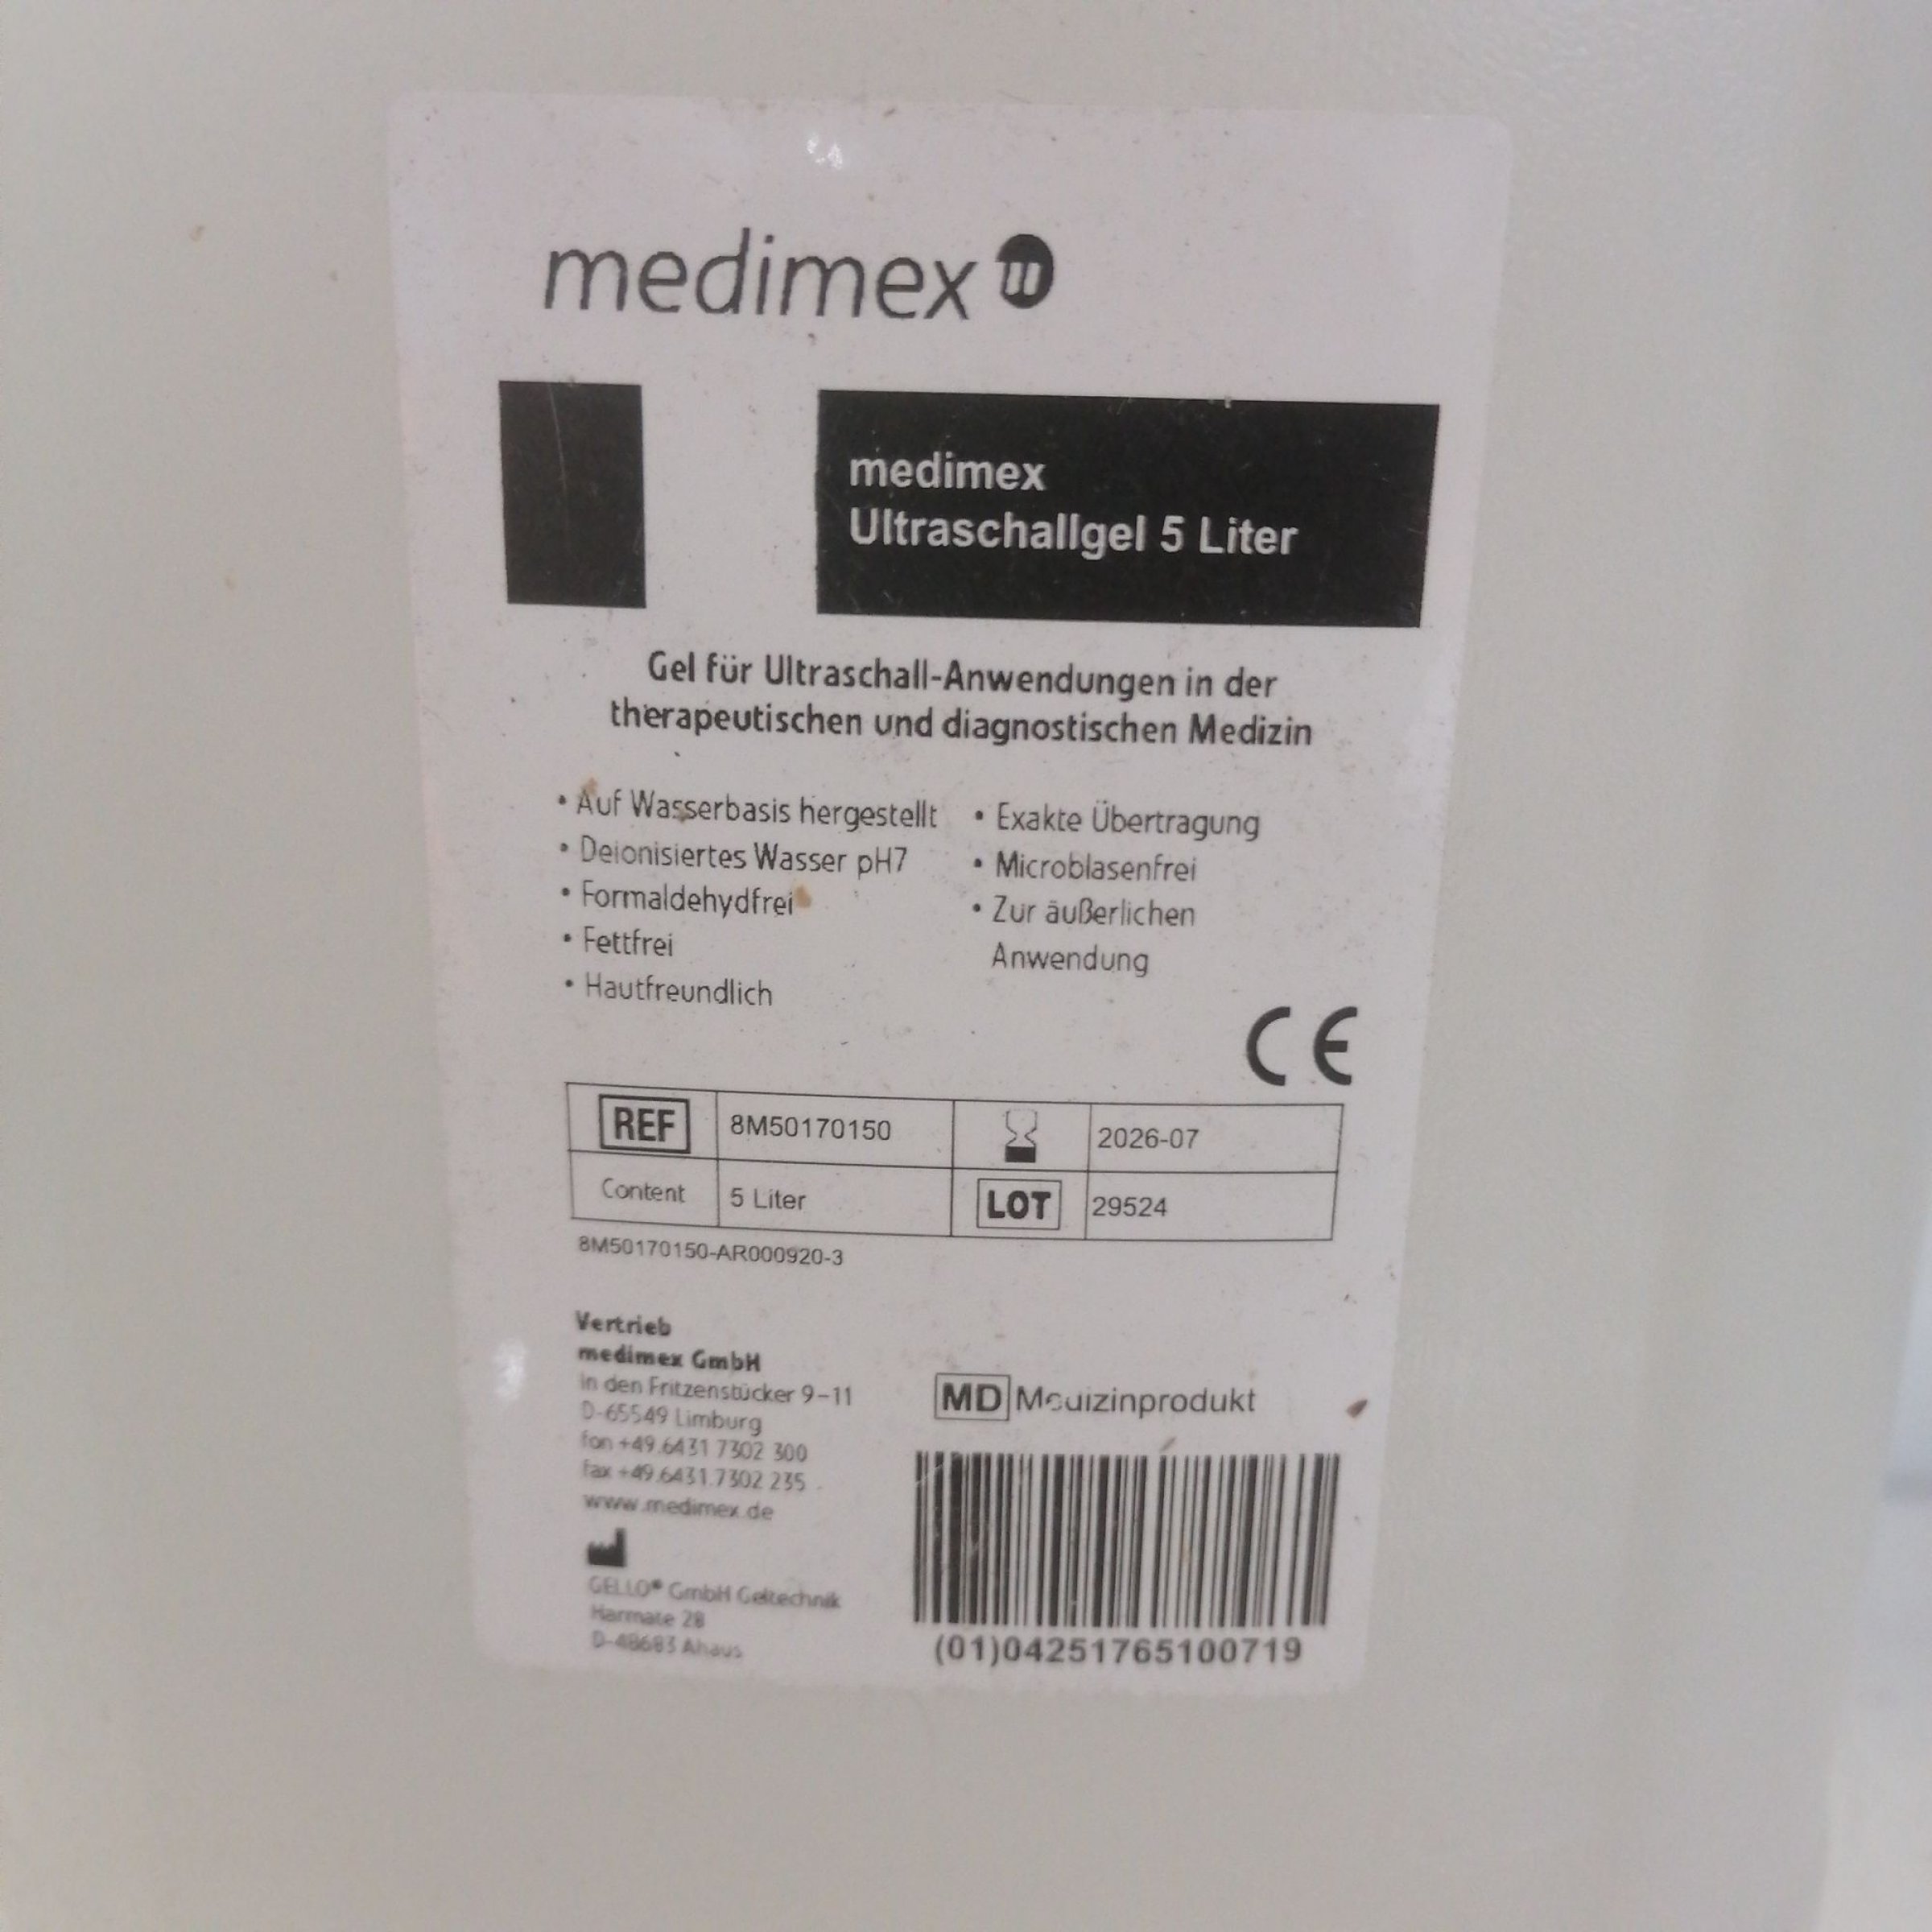 medimex
medimex
Ultraschallgel 5 Liter
Gel für Ultraschall-Anwendungen in der
therapeutischen und diagnostischen Medizin
• Auf Wasserbasis hergestellt
• Deionisiertes Wasser pH7
• Formaldehydfrei
• Fettfrei
• Hautfreundlich
• Exakte Übertragung
• Microblasenfrei
• Zur äußerlichen
Anwendung
CE
REF 8M50170150 2026-07
Content 5 Liter LOT 29524
8M50170150-AR000920-3
Vertrieb
medimex GmbH
In den Fritzenstücker 9-11
D-65549 Limburg
fon +49.6431 7302 300
fax +49.6431.7302 235
www.medimex.de
GELLO® GmbH Geltechnik
Harmate 28
D-48683 Ahaus
MD Medizinprodukt
(01)04251765100719